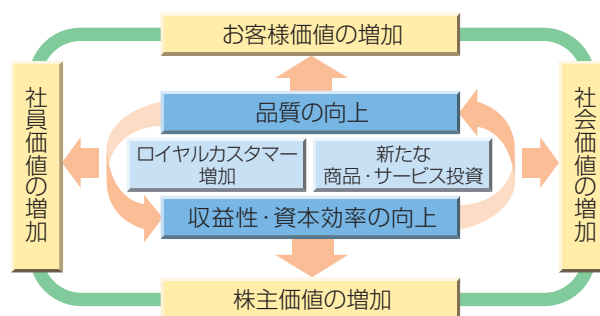 お客様価値の増加
社員価値の増加
品質の向上
ロイヤルカスタマー
増加
新たな
商品・サービス投資
収益性・資本効率の向上
社会価値の増加
株主価値の増加